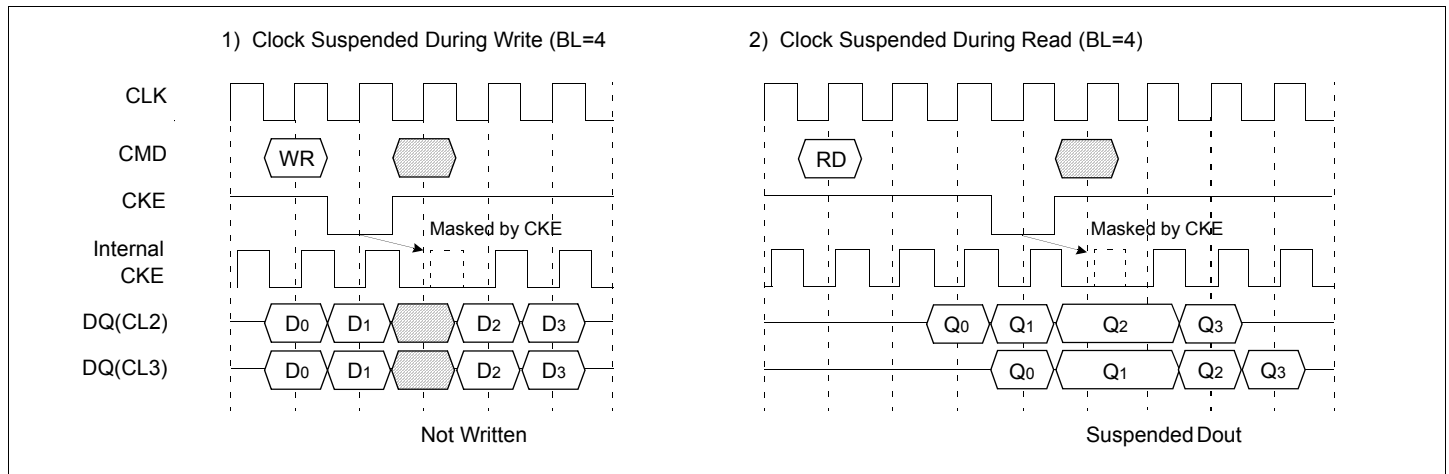 1) Clock Suspended During Write (BL=4
2) Clock Suspended During Read (BL=4)
CLK
CMD
WR
RD
CKE
Masked by CKE
Masked by CKE
Internal
CKE
DQ(CL2)
D0 D1 D2 D3
Q0 Q1 Q2 Q3
DQ(CL3)
D0 D1 D2 D3
Q0 Q1 Q2 Q3
Not Written
Suspended Dout